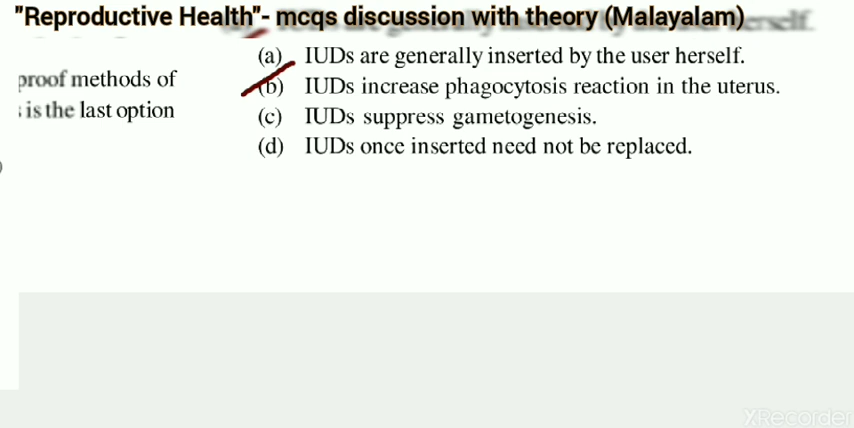 "Reproductive Health"- mcqs discussion with theory (Malayalam)
(a) IUDs are generally inserted by the user herself.
proof methods of
(b) IUDs increase phagocytosis reaction in the uterus.
is the last option
(c) IUDs suppress gametogenesis.
(d) IUDs once inserted need not be replaced.
XRecorder